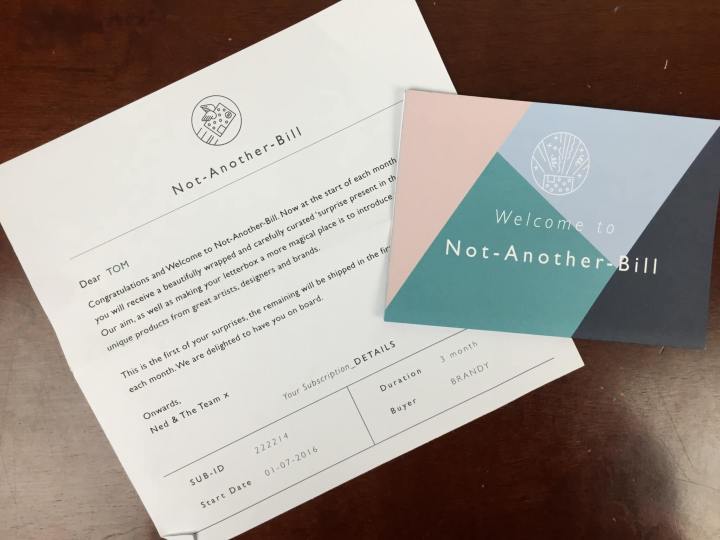 Not-Another-Bill
Dear TOM
Congratulations and Welcome to Not-Another-Bill. Now at the start of each month
you will receive a beautifully wrapped and carefully curated 'surprise present in th
Our aim, as well as making your letterbox a more magical place is to introduce
unique products from great artists, designers and brands.
This is the first of your surprises, the remaining will be shipped in the firs
each month. We are delighted to have you on board.
Onwards,
Ned & The Team x
Your Subscription_DETAILS
SUB-ID 222214
Start Date 01-07-2016
Duration 3 month
Buyer BRANDY
Welcome to
Not-Another-Bill